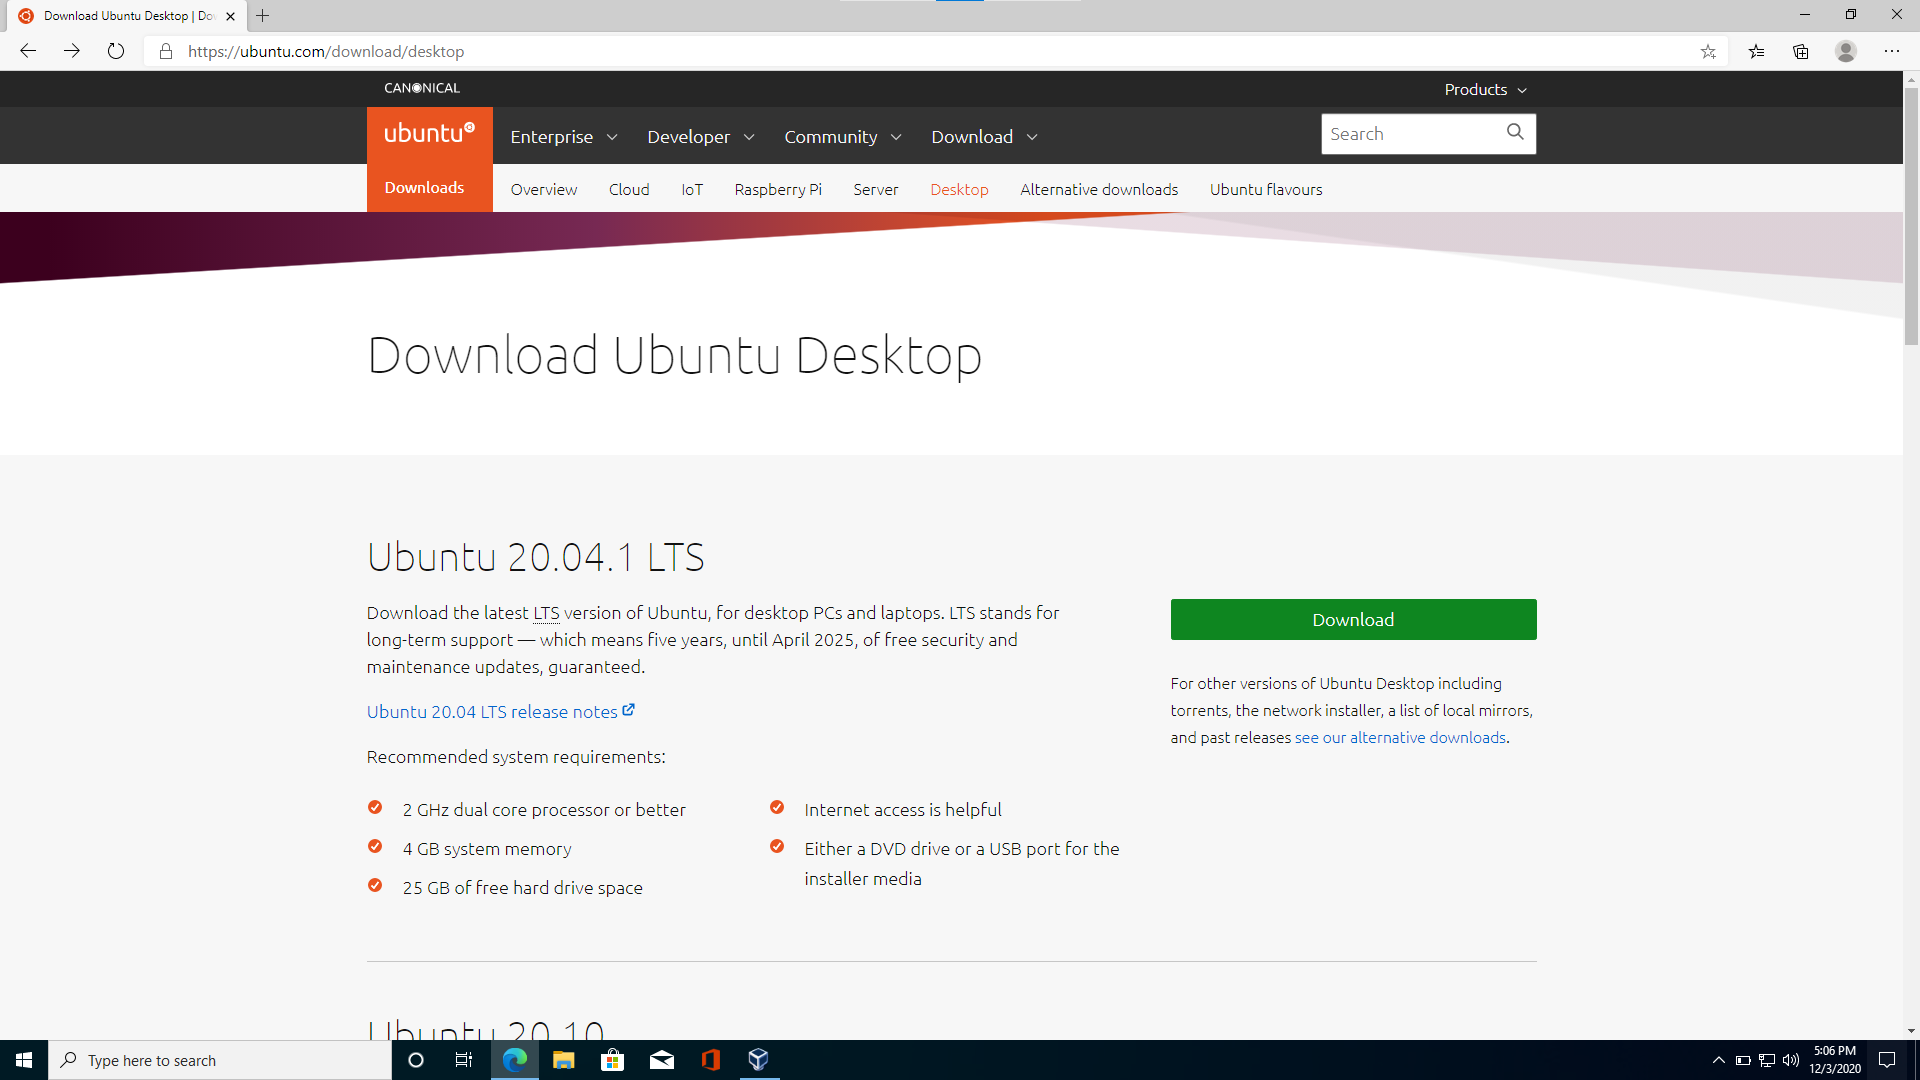 Download Ubuntu Desktop | Do
https://ubuntu.com/download/desktop
CANONICAL
Products
ubuntu
Enterprise
Developer
Community
Download
Search
Downloads
Overview
Cloud
IoT
Raspberry Pi
Server
Desktop
Alternative downloads
Ubuntu flavours
Download Ubuntu Desktop
Ubuntu 20.04.1 LTS
Download the latest LTS version of Ubuntu, for desktop PCs and laptops. LTS stands for
long-term support — which means five years, until April 2025, of free security and
maintenance updates, guaranteed.
Ubuntu 20.04 LTS release notes
Recommended system requirements:
2 GHz dual core processor or better
4 GB system memory
25 GB of free hard drive space
Internet access is helpful
Either a DVD drive or a USB port for the
installer media
Download
For other versions of Ubuntu Desktop including
torrents, the network installer, a list of local mirrors,
and past releases see our alternative downloads.
Ubuntu 20.10
Type here to search
5:06 PM
12/3/2020